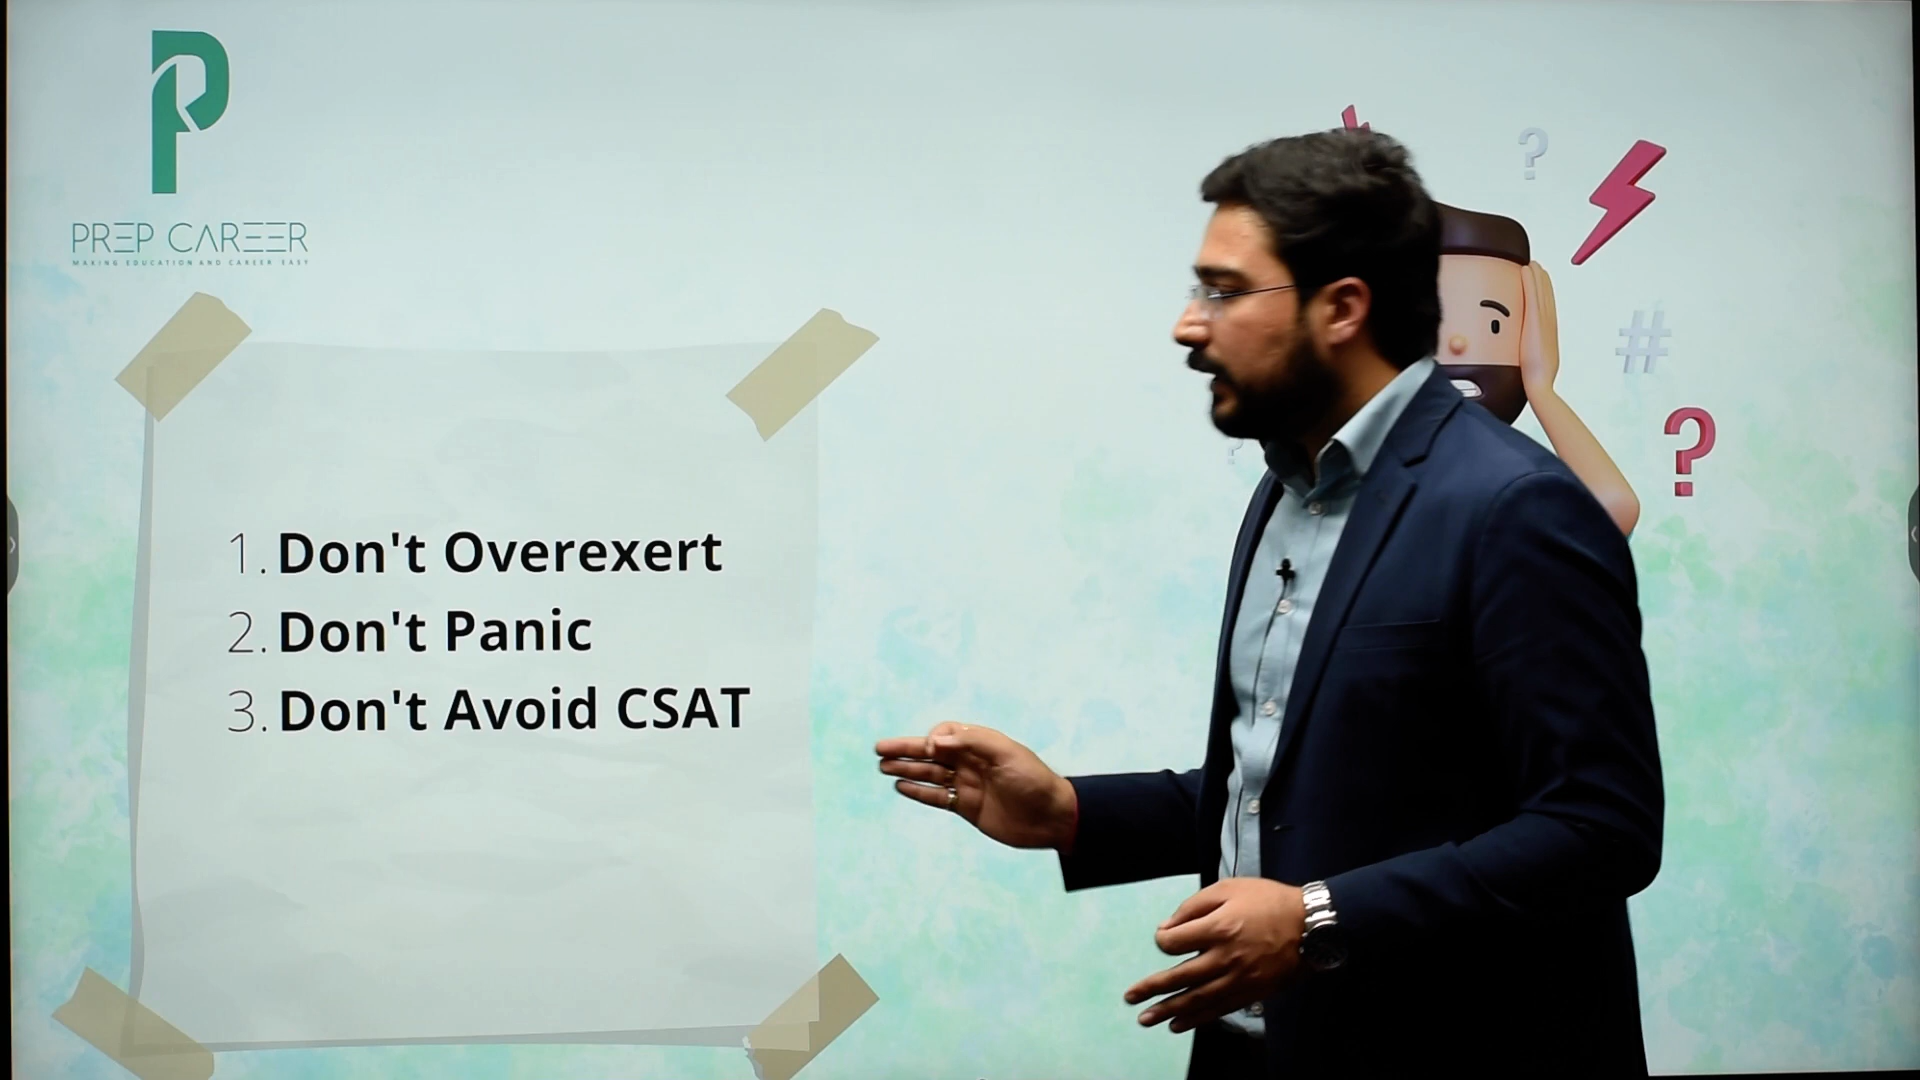 PREP CAREER
MAKING EDUCATION AND CAREER EASY
1. Don't Overexert
2. Don't Panic
3. Don't Avoid CSAT
?
#
?
?